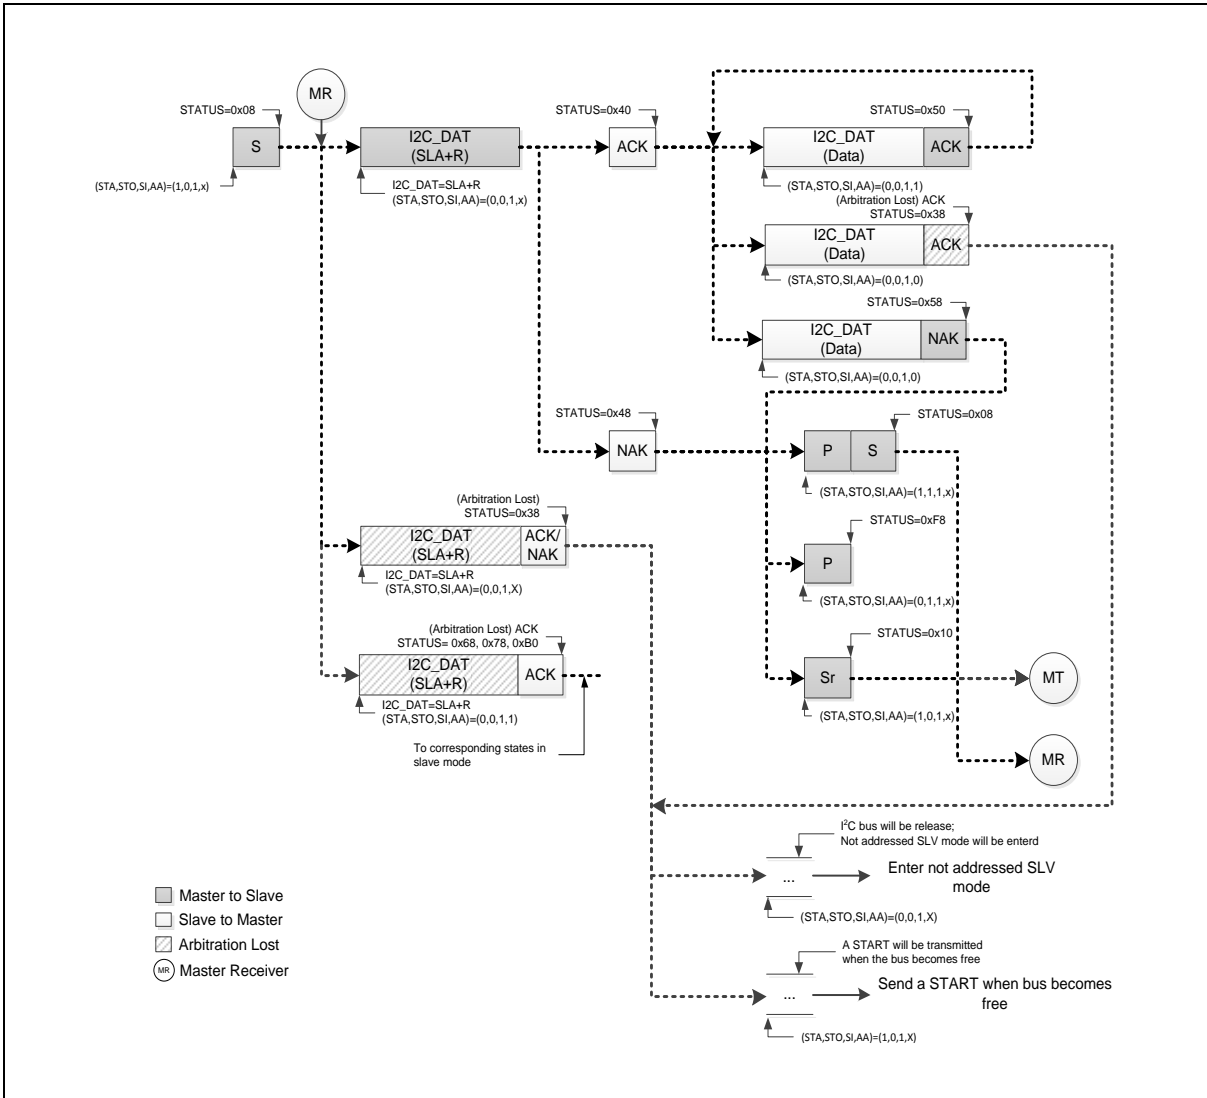 MR
STATUS=0x08
STATUS=0x40
STATUS=0x50
S
I2C_DAT
(SLA+R)
ACK
I2C_DAT
(Data)
ACK
(STA,STO,SI,AA)=(1,0,1,x)
I2C_DAT=SLA+R
(STA,STO,SI,AA)=(0,0,1,x)
(STA,STO,SI,AA)=(0,0,1,1)
(Arbitration Lost) ACK
STATUS=0x38
I2C_DAT
(Data)
ACK
(STA,STO,SI,AA)=(0,0,1,0)
STATUS=0x58
I2C_DAT
(Data)
NAK
(STA,STO,SI,AA)=(0,0,1,0)
STATUS=0x48
STATUS=0x08
NAK
P
S
(STA,STO,SI,AA)=(1,1,1,x)
(Arbitration Lost)
STATUS=0x38
I2C_DAT
(SLA+R)
ACK/
NAK
I2C_DAT=SLA+R
(STA,STO,SI,AA)=(0,0,1,X)
STATUS=0xF8
P
(STA,STO,SI,AA)=(0,1,1,x)
(Arbitration Lost) ACK
STATUS= 0x68, 0x78, 0xB0
I2C_DAT
(SLA+R)
ACK
I2C_DAT=SLA+R
(STA,STO,SI,AA)=(0,0,1,1)
To corresponding states in
slave mode
STATUS=0x10
Sr
MT
(STA,STO,SI,AA)=(1,0,1,x)
MR
I²C bus will be release;
Not addressed SLV mode will be enterd
...
Enter not addressed SLV
mode
(STA,STO,SI,AA)=(0,0,1,X)
A START will be transmitted
when the bus becomes free
...
Send a START when bus becomes
free
(STA,STO,SI,AA)=(1,0,1,X)
Master to Slave
Slave to Master
Arbitration Lost
MR Master Receiver